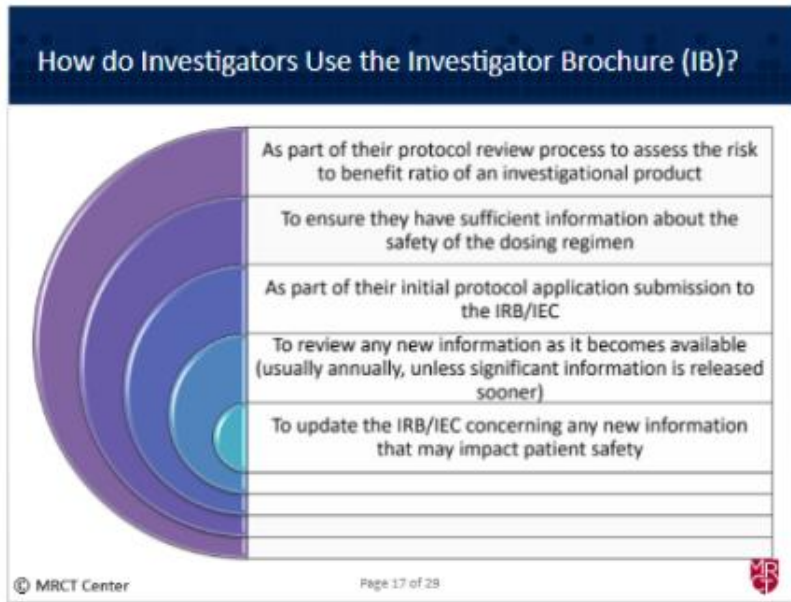 How do Investigators Use the Investigator Brochure (IB)?
As part of their protocol review process to assess the risk
to benefit ratio of an investigational product
To ensure they have sufficient information about the
safety of the dosing regimen
As part of their initial protocol application submission to
the IRB/IEC
To review any new information as it becomes available
(usually annually, unless significant information is released
sooner)
To update the IRB/IEC concerning any new information
that may impact patient safety
© MRCT Center
Page 17 of 29
MR
CT